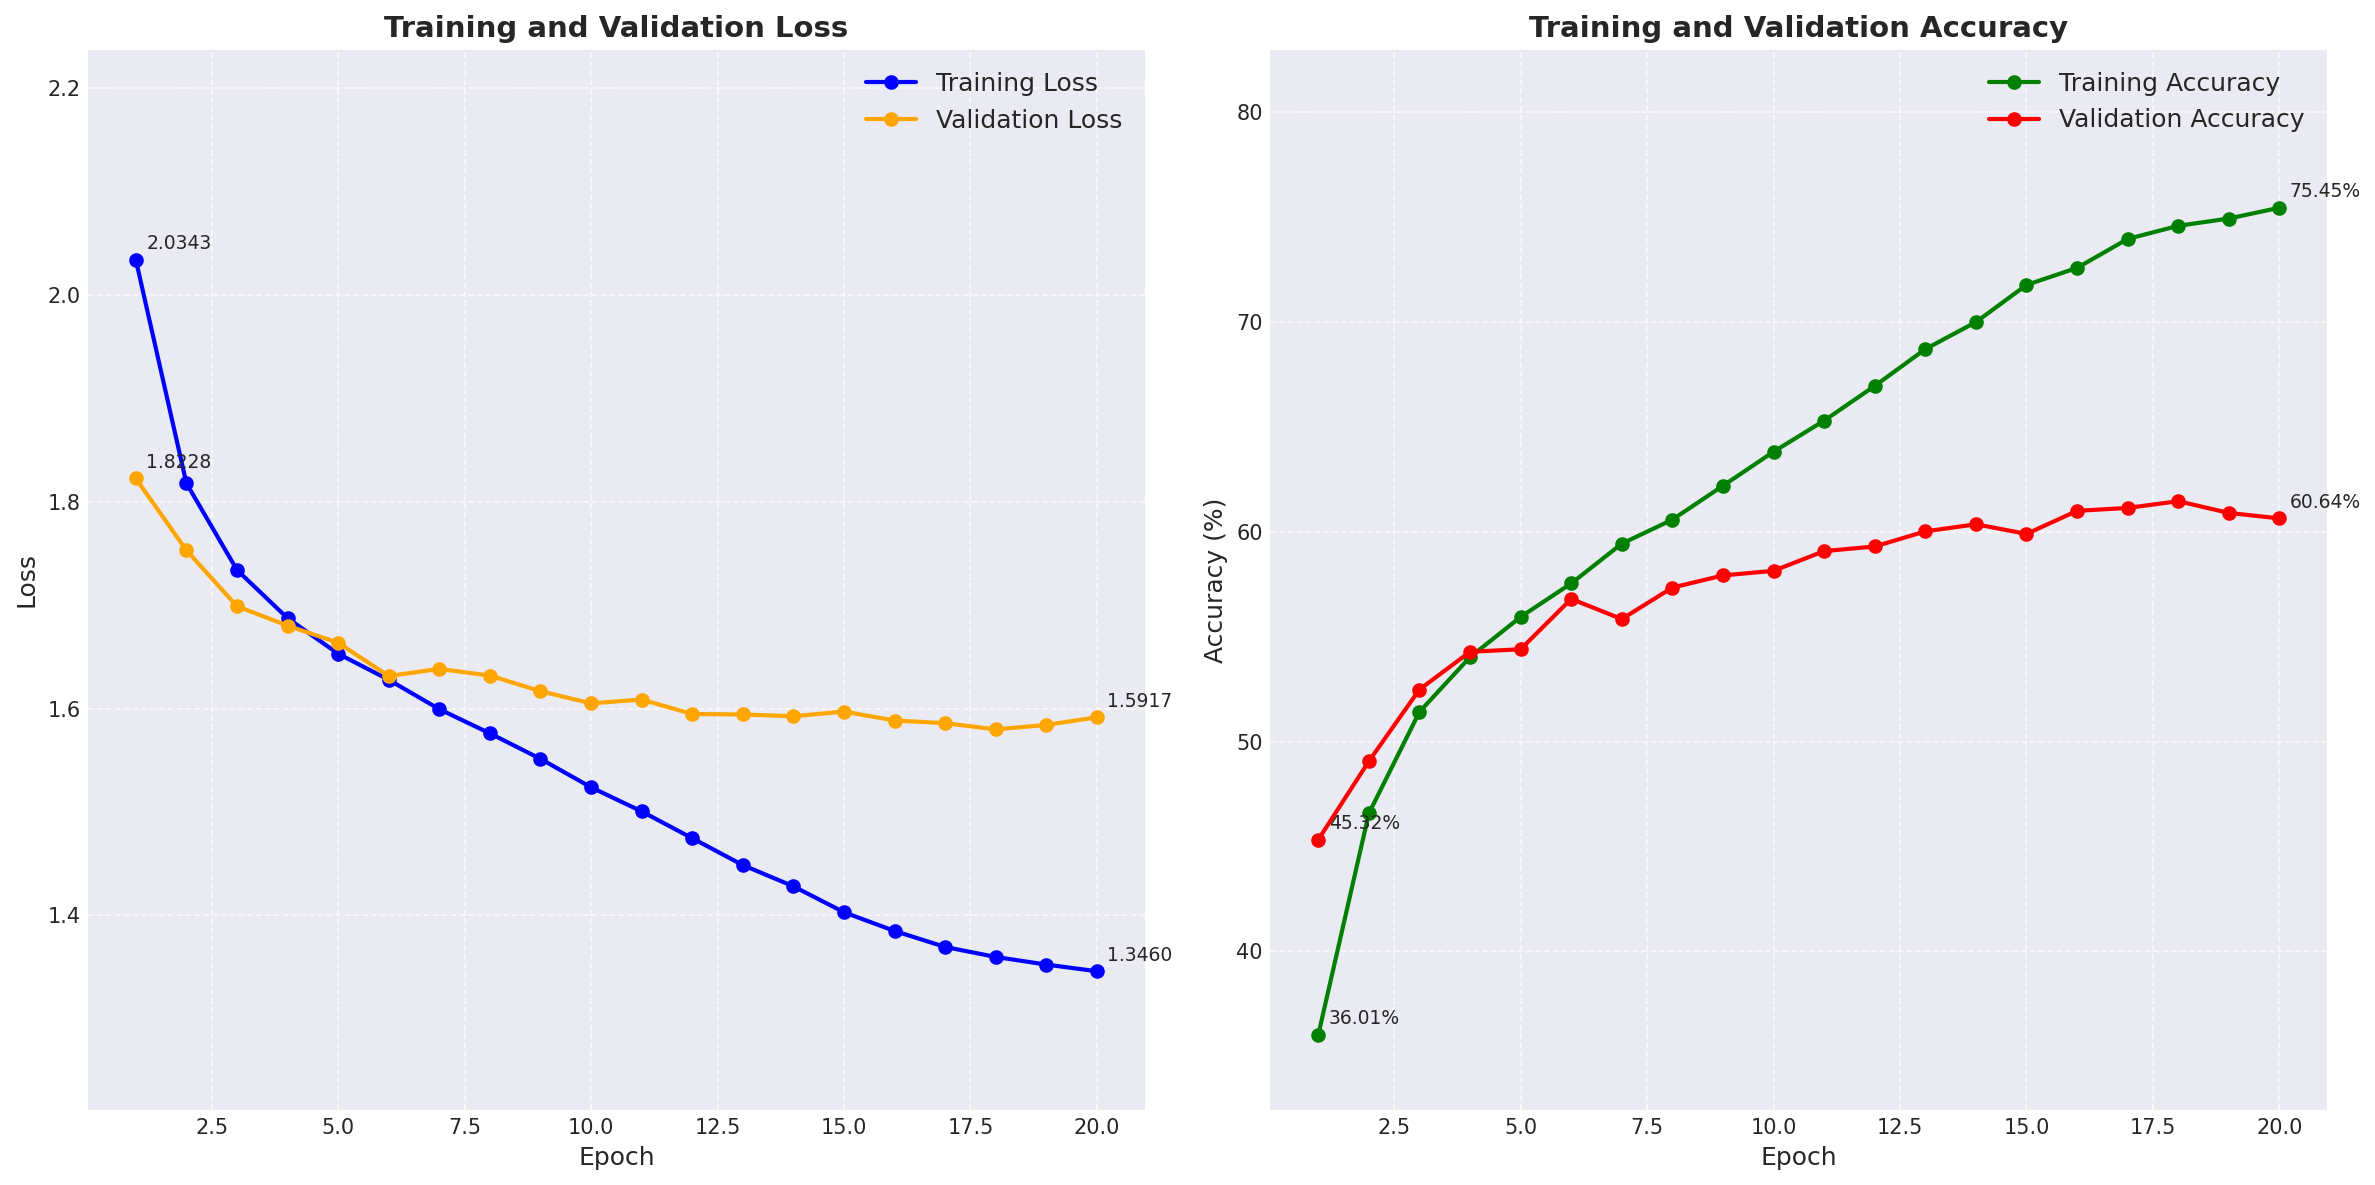 Training and Validation Loss
Training Loss
Validation Loss
2.2
2.0
1.8
1.6
1.4
Loss
2.0343
1.8228
1.5917
1.3460
2.5 5.0 7.5 10.0 12.5 15.0 17.5 20.0
Epoch
Training and Validation Accuracy
Training Accuracy
Validation Accuracy
80
70
60
50
40
Accuracy (%)
75.45%
60.64%
45.32%
36.01%
2.5 5.0 7.5 10.0 12.5 15.0 17.5 20.0
Epoch